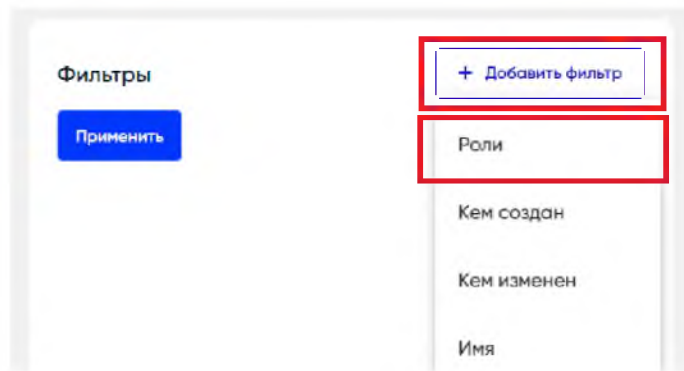 Фильтры
+ Добавить фильтр
Применить
Роли
Кем создан
Кем изменен
Имя